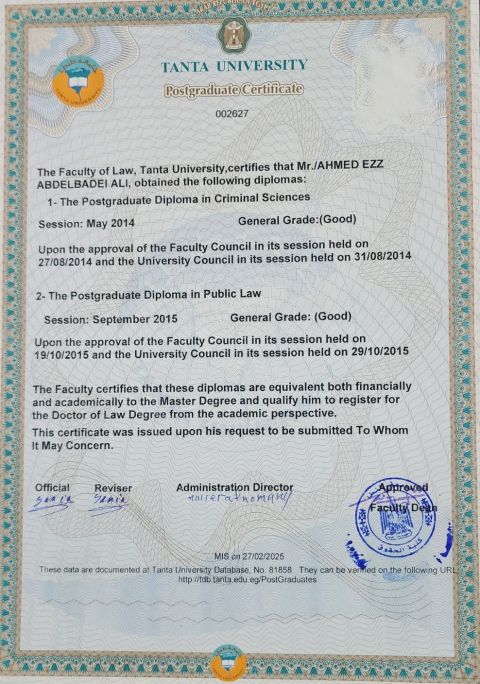 TANTA UNIVERSITY
Postgraduate Certificate
002627
The Faculty of Law, Tanta University,certifies that Mr./AHMED EZZ
ABDELBADEI ALI, obtained the following diplomas:
1- The Postgraduate Diploma in Criminal Sciences
Session: May 2014 General Grade:(Good)
Upon the approval of the Faculty Council in its session held on
27/08/2014 and the University Council in its session held on 31/08/2014
2- The Postgraduate Diploma in Public Law
Session: September 2015 General Grade: (Good)
Upon the approval of the Faculty Council in its session held on
19/10/2015 and the University Council in its session held on 29/10/2015
The Faculty certifies that these diplomas are equivalent both financially
and academically to the Master Degree and qualify him to register for
the Doctor of Law Degree from the academic perspective.
This certificate was issued upon his request to be submitted To Whom
It May Concern.
Official Reviser Administration Director Approved
Samia Samia
Faculty Dean
كلية الحقوق
MIS on 27/02/2025
These data are documented at Tanta University Database, No. 81858 They can be verified on the following URL
http://tdb.tanta.edu.eg/PostGraduates